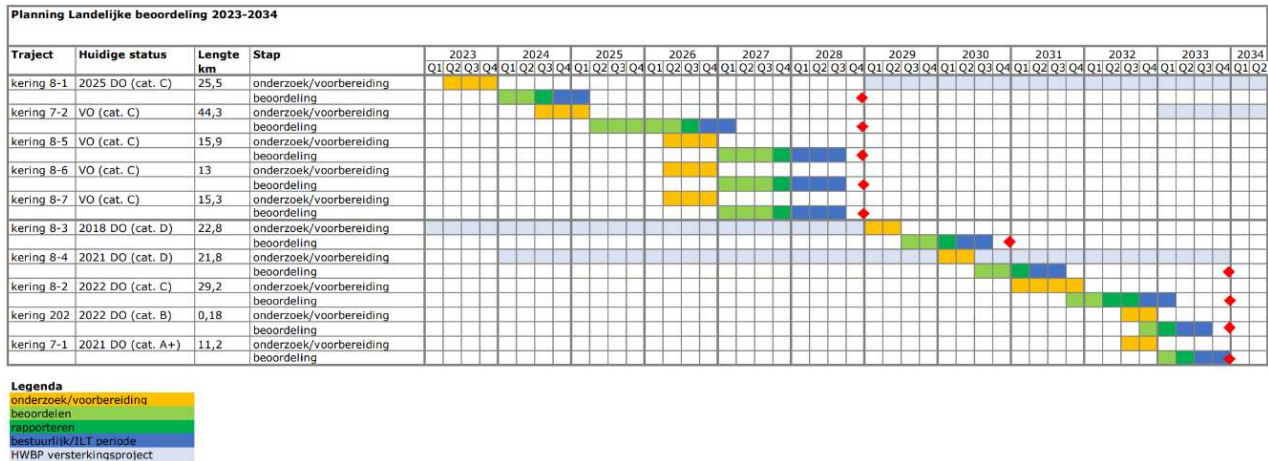 Planning Landelijke beoordeling 2023-2034
Traject Huidige status Lengte km Stap 2023 2024 2025 2026 2027 2028 2029 2030 2031 2032 2033 2034
Q1 Q2 Q3 Q4 Q1 Q2 Q3 Q4 Q1 Q2 Q3 Q4 Q1 Q2 Q3 Q4 Q1 Q2 Q3 Q4 Q1 Q2 Q3 Q4 Q1 Q2 Q3 Q4 Q1 Q2 Q3 Q4 Q1 Q2 Q3 Q4 Q1 Q2 Q3 Q4 Q1 Q2 Q3 Q4 Q1 Q2
kering 8-1 2025 DO (cat. C) 25,5 onderzoek/voorbereiding
beoordeling
kering 7-2 VO (cat. C) 44,3 onderzoek/voorbereiding
beoordeling
kering 8-5 VO (cat. C) 15,9 onderzoek/voorbereiding
beoordeling
kering 8-6 VO (cat. C) 13 onderzoek/voorbereiding
beoordeling
kering 8-7 VO (cat. C) 15,3 onderzoek/voorbereiding
beoordeling
kering 8-3 2018 DO (cat. D) 22,8 onderzoek/voorbereiding
beoordeling
kering 8-4 2021 DO (cat. D) 21,8 onderzoek/voorbereiding
beoordeling
kering 8-2 2022 DO (cat. C) 29,2 onderzoek/voorbereiding
beoordeling
kering 202 2022 DO (cat. B) 0,18 onderzoek/voorbereiding
beoordeling
kering 7-1 2021 DO (cat. A+) 11,2 onderzoek/voorbereiding
beoordeling
Legenda
onderzoek/voorbereiding
beoordelen
rapporteren
bestuurlijk/ILT periode
HWBP versterkingsproject